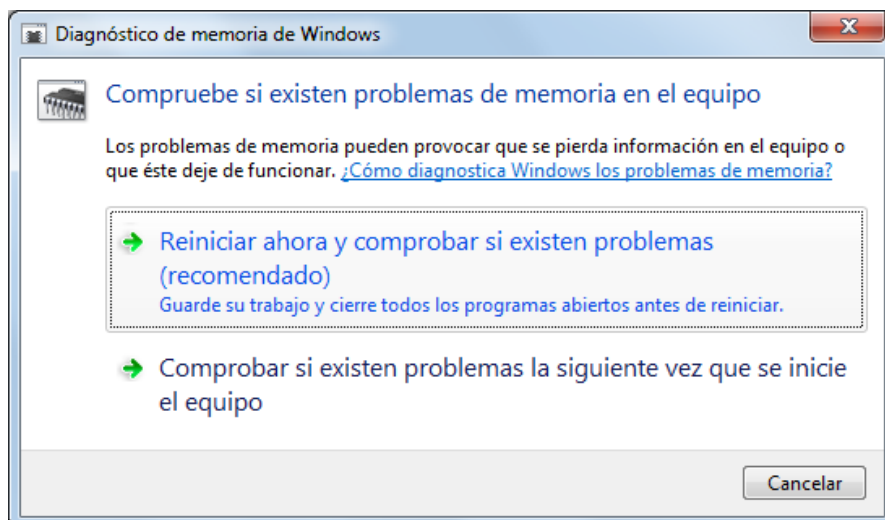 Diagnóstico de memoria de Windows
Compruebe si existen problemas de memoria en el equipo
Los problemas de memoria pueden provocar que se pierda información en el equipo o
que éste deje de funcionar. ¿Cómo diagnostica Windows los problemas de memoria?
Reiniciar ahora y comprobar si existen problemas
(recomendado)
Guarde su trabajo y cierre todos los programas abiertos antes de reiniciar.
Comprobar si existen problemas la siguiente vez que se inicie
el equipo
Cancelar